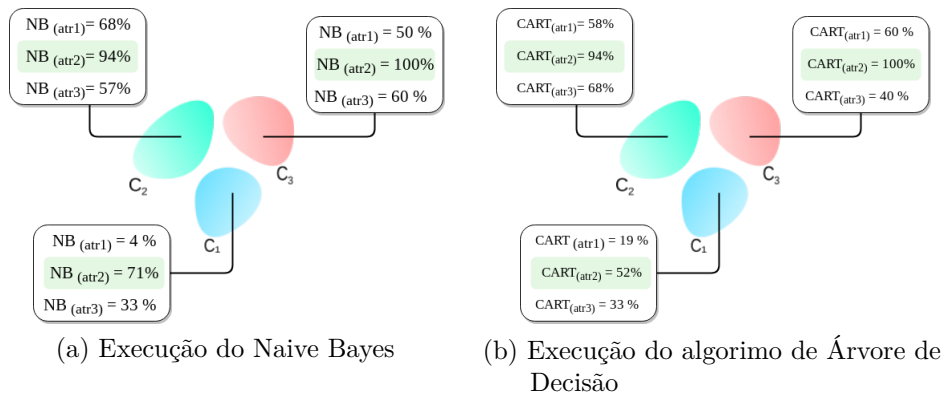 NB (atr1)= 68%
NB (atr2)= 94%
NB (atr3)= 57%
NB (atr1) = 50 %
NB (atr2) = 100%
NB (atr3) = 60 %
C2
C3
C1
NB (atr1) = 4 %
NB (atr2) = 71%
NB (atr3) = 33 %
(a) Execução do Naive Bayes
CART(atr1)= 58%
CART(atr2)= 94%
CART(atr3)= 68%
CART(atr1) = 60 %
CART(atr2) = 100%
CART(atr3) = 40 %
C2
C3
C1
CART (atr1) = 19 %
CART(atr2) = 52%
CART(atr3) = 33 %
(b) Execução do algorimo de Árvore de
Decisão